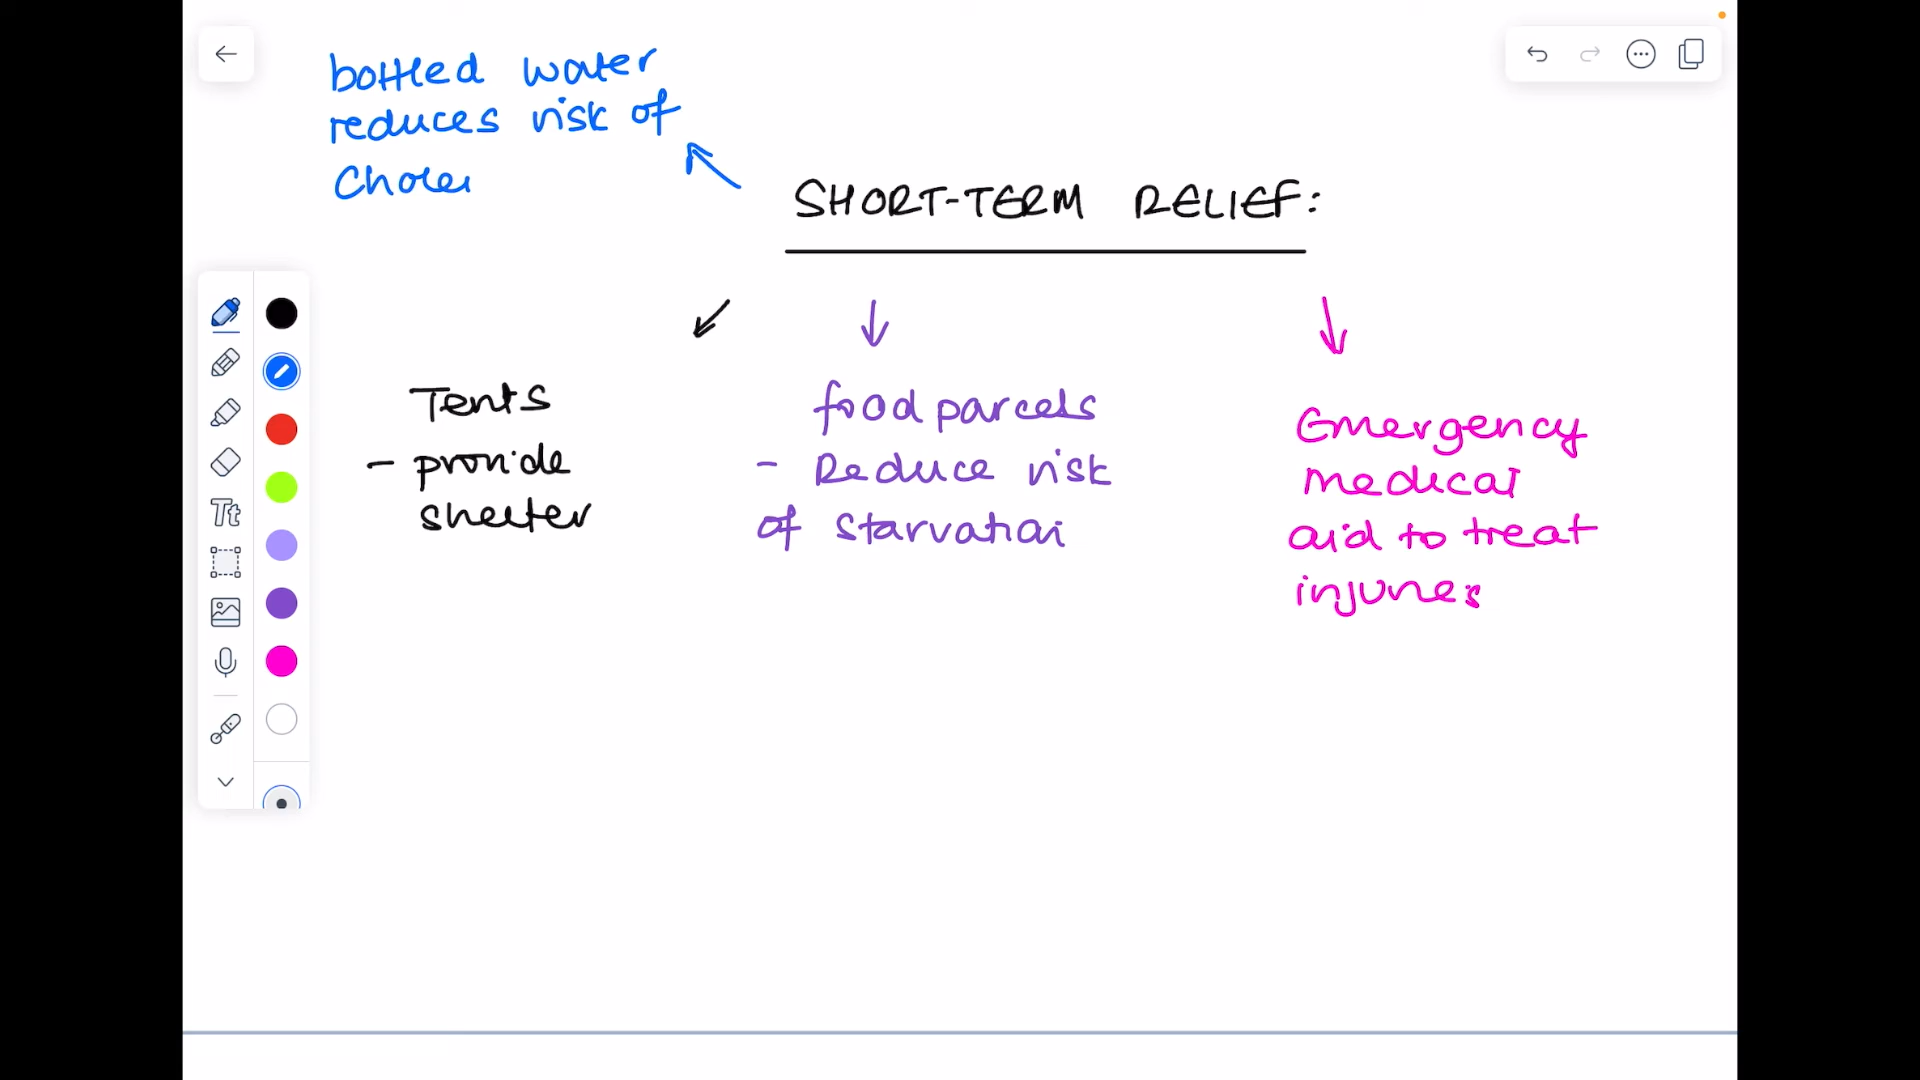 bottled water
reduces risk of
Choler
SHORT-TERM RELIEF:
Tents
- provide
shelter
food parcels
- Reduce risk
of starvation
Emergency
medical
aid to treat
injuries
Tt